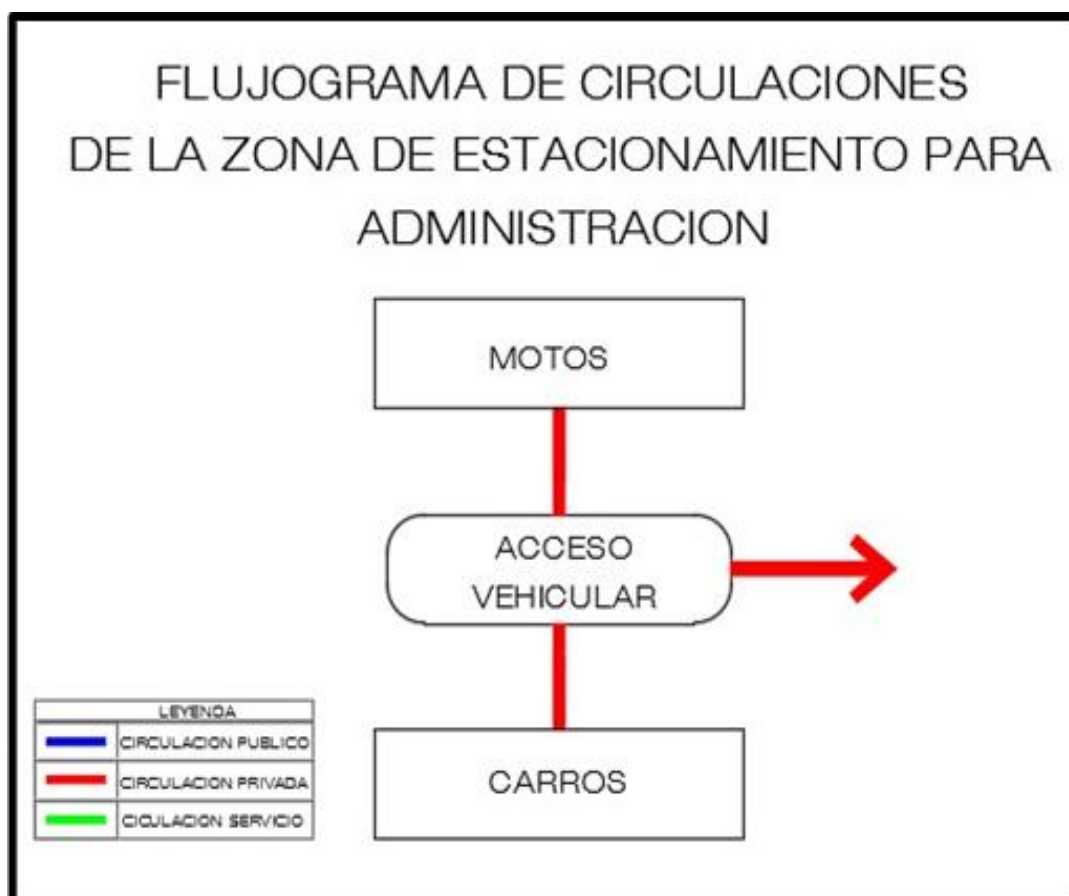 FLUJOGRAMA DE CIRCULACIONES
DE LA ZONA DE ESTACIONAMIENTO PARA
ADMINISTRACION
MOTOS
ACCESO
VEHICULAR
CARROS
LEYENDA
CIRCULACION PUBLICO
CIRCULACION PRIVADA
CICULACION SERVICIO